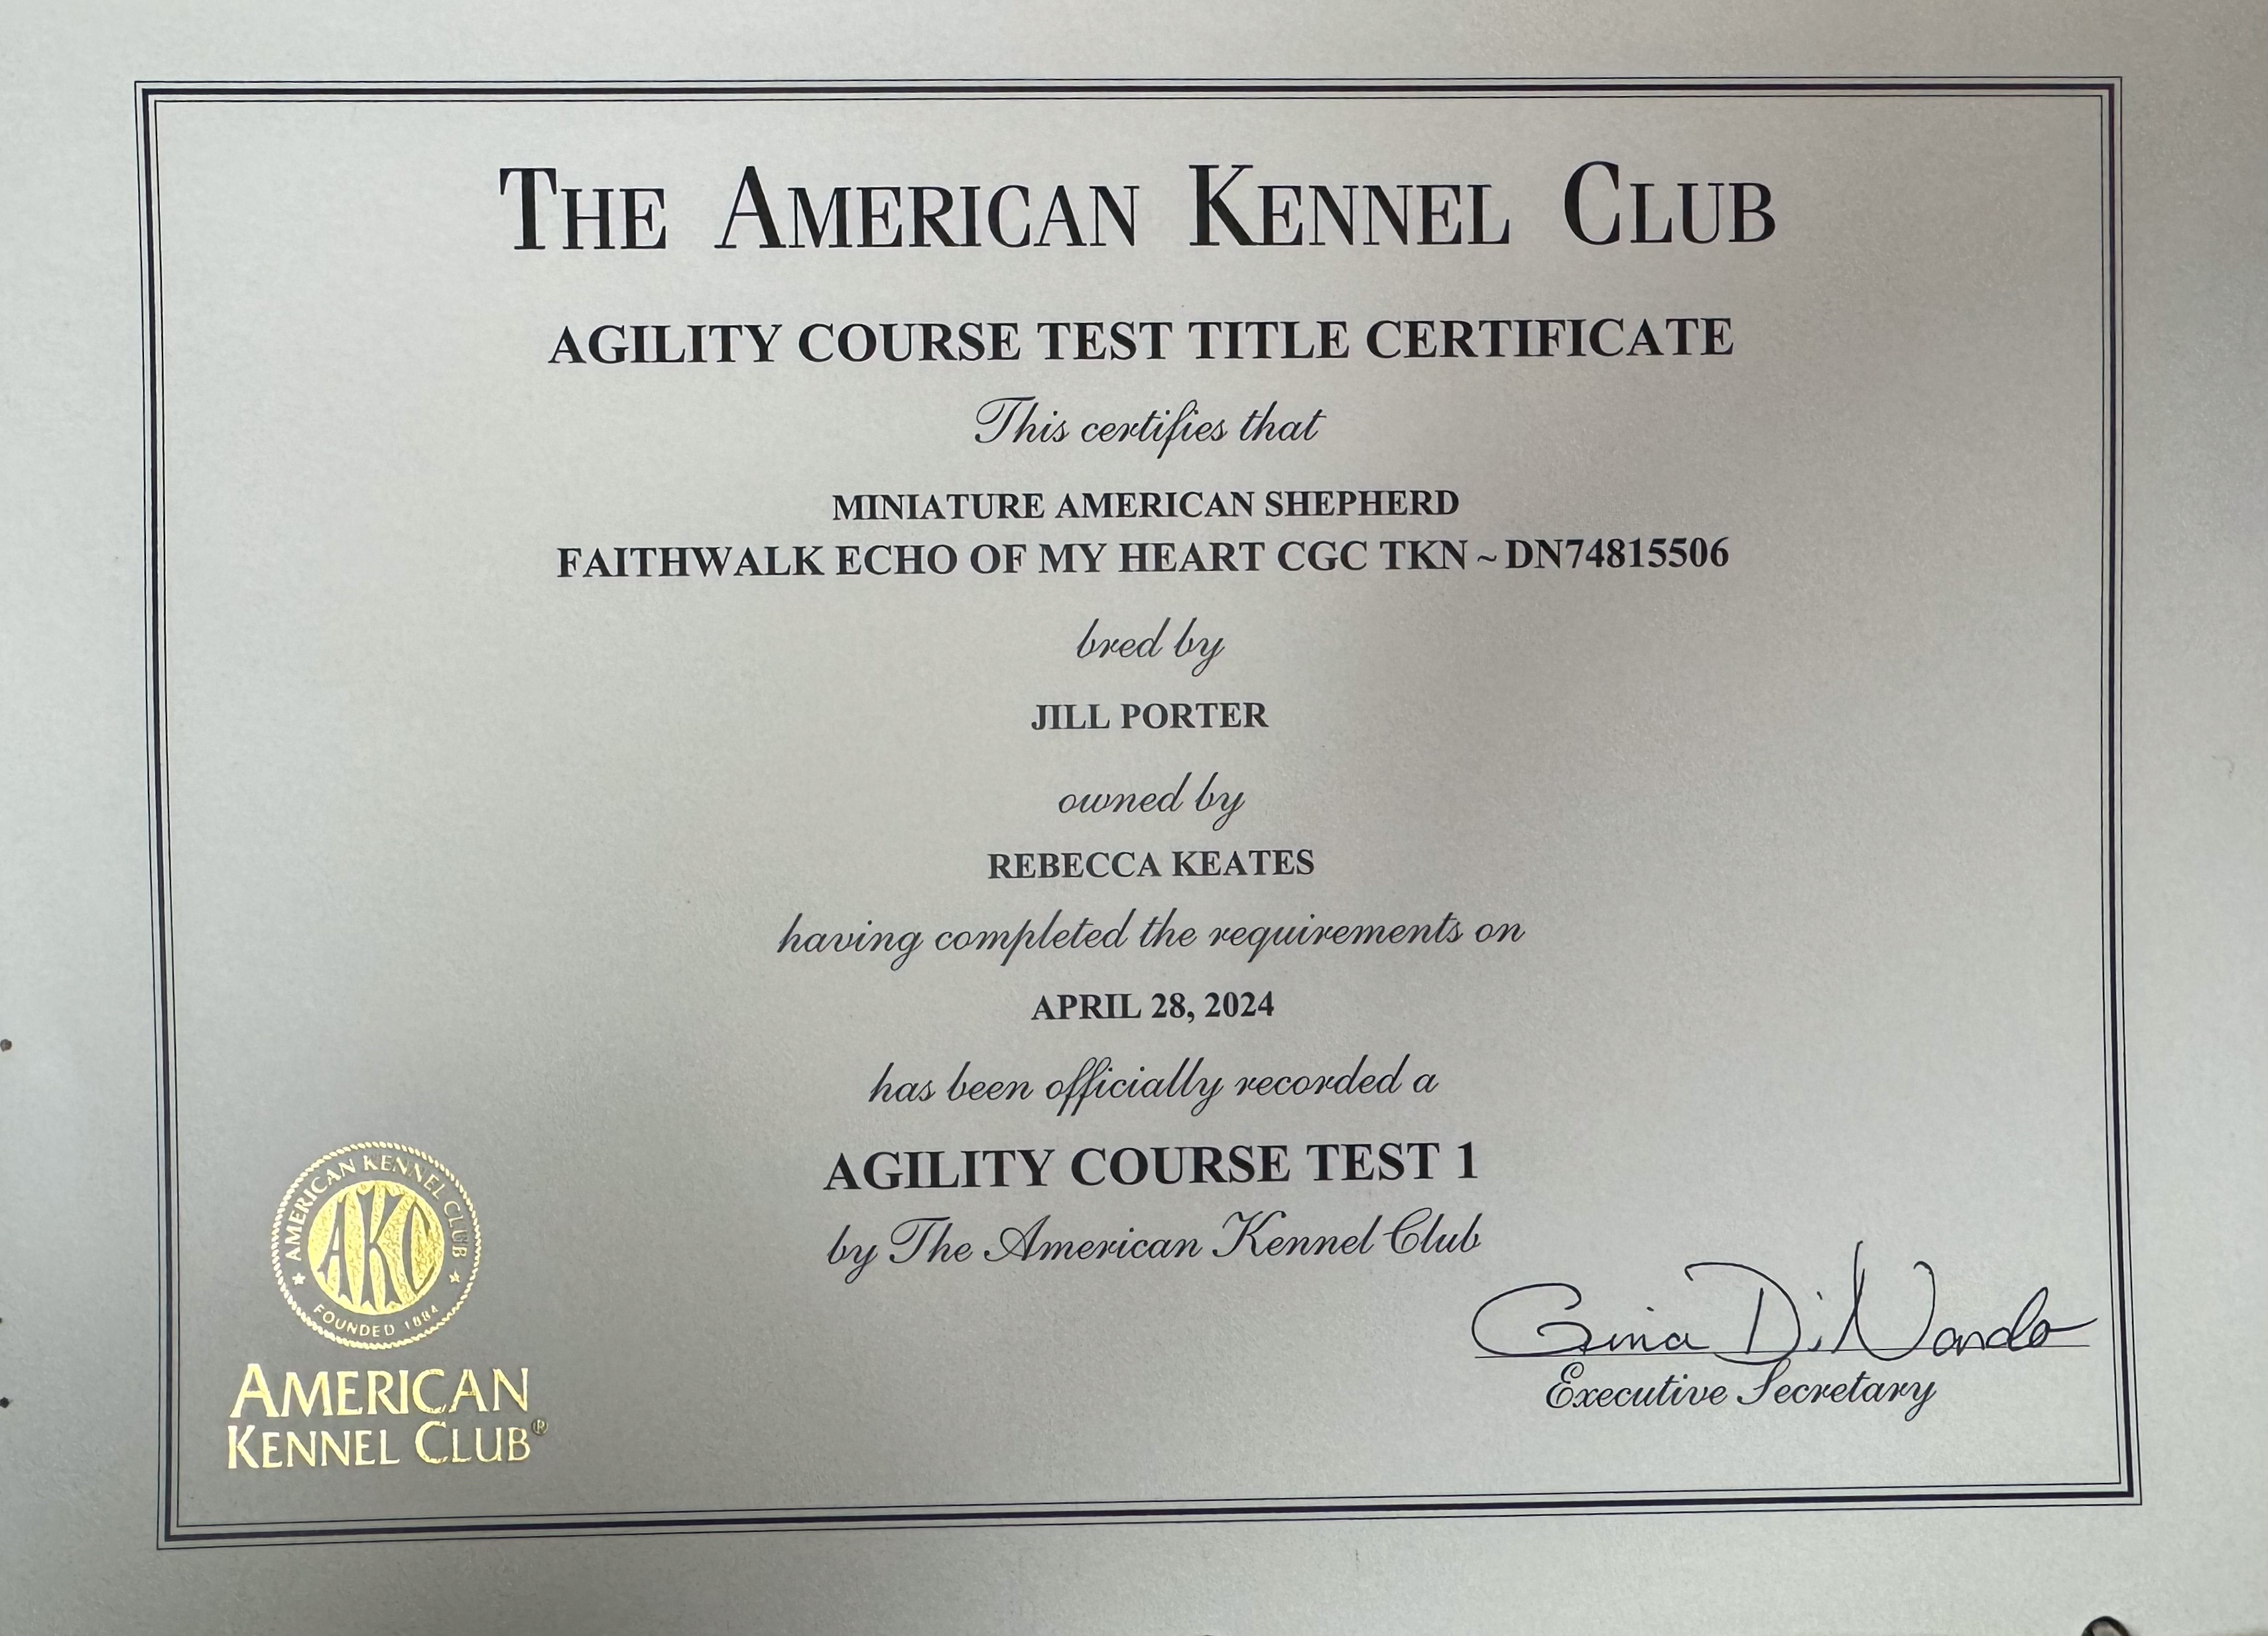 THE AMERICAN KENNEL CLUB
AGILITY COURSE TEST TITLE CERTIFICATE
This certifies that
MINIATURE AMERICAN SHEPHERD
FAITHWALK ECHO OF MY HEART CGC TKN ~ DN74815506
bred by
JILL PORTER
owned by
REBECCA KEATES
having completed the requirements on
APRIL 28, 2024
has been officially recorded a
AGILITY COURSE TEST 1
by The American Kennel Club
Gina DiNardo
Executive Secretary
AMERICAN KENNEL CLUB
AKC
FOUNDED 1884
AMERICAN
KENNEL CLUB®